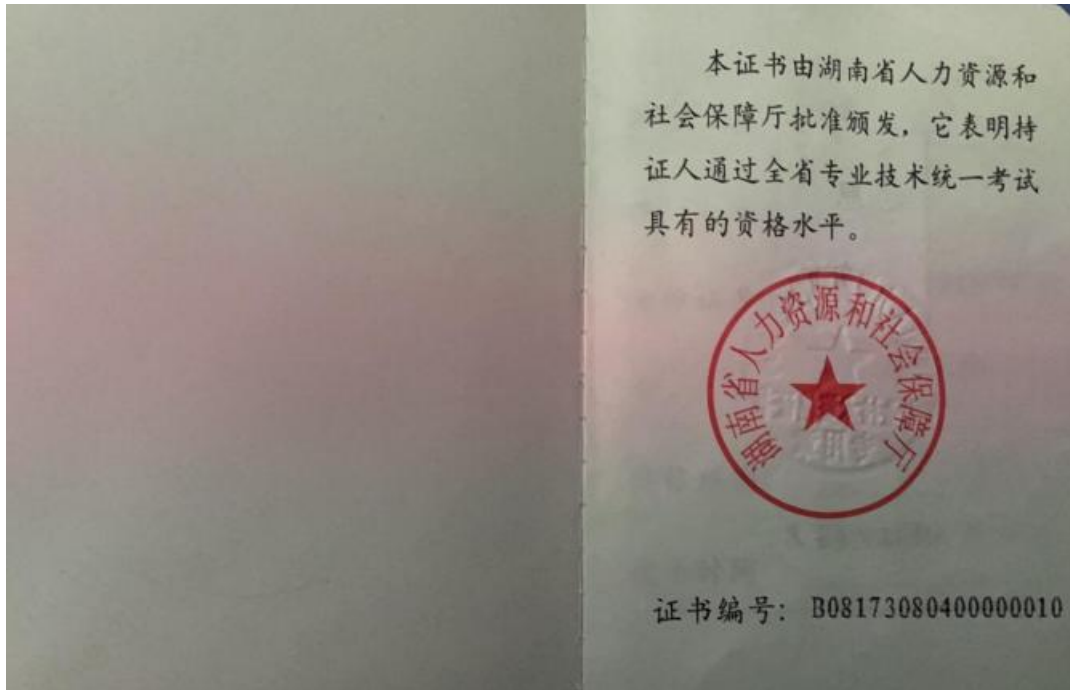 本证书由湖南省人力资源和
社会保障厅批准颁发，它表明持
证人通过全省专业技术统一考试
具有的资格水平。
湖南省人力资源和社会保障厅
证书编号：B08173080400000010